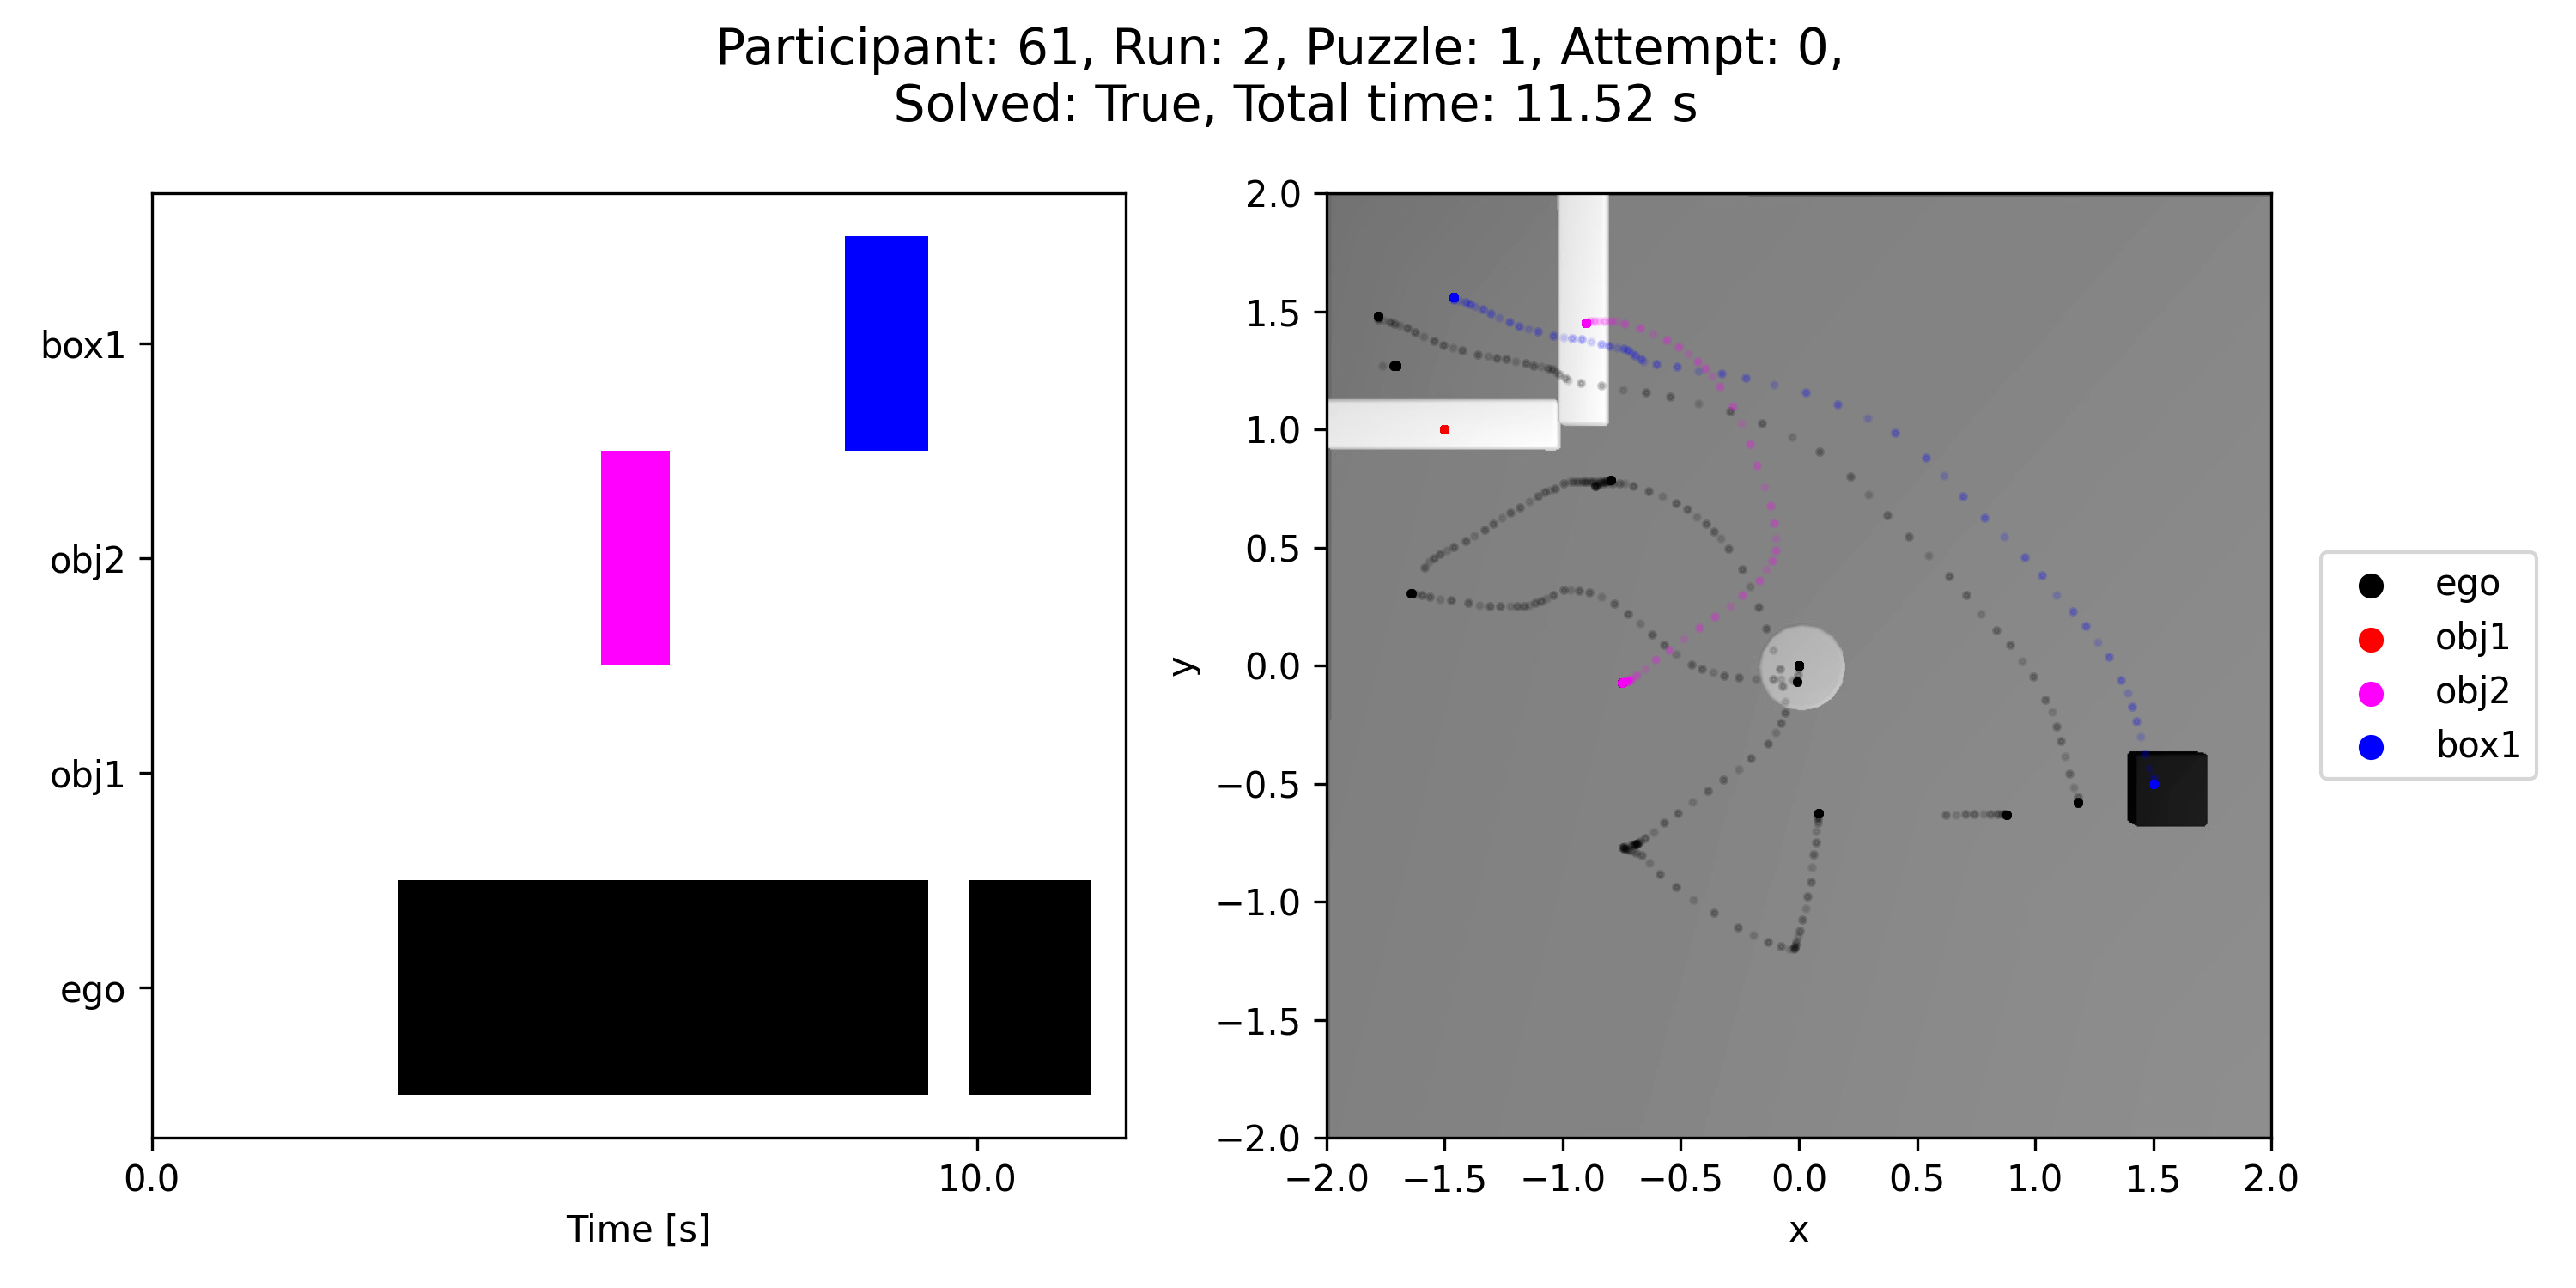 Participant: 61, Run: 2, Puzzle: 1, Attempt: 0,
Solved: True, Total time: 11.52 s
box1
obj2
obj1
ego
0.0
10.0
Time [s]
2.0
1.5
1.0
0.5
0.0
−0.5
−1.0
−1.5
−2.0
y
−2.0
−1.5
−1.0
−0.5
0.0
0.5
1.0
1.5
2.0
x
ego
obj1
obj2
box1